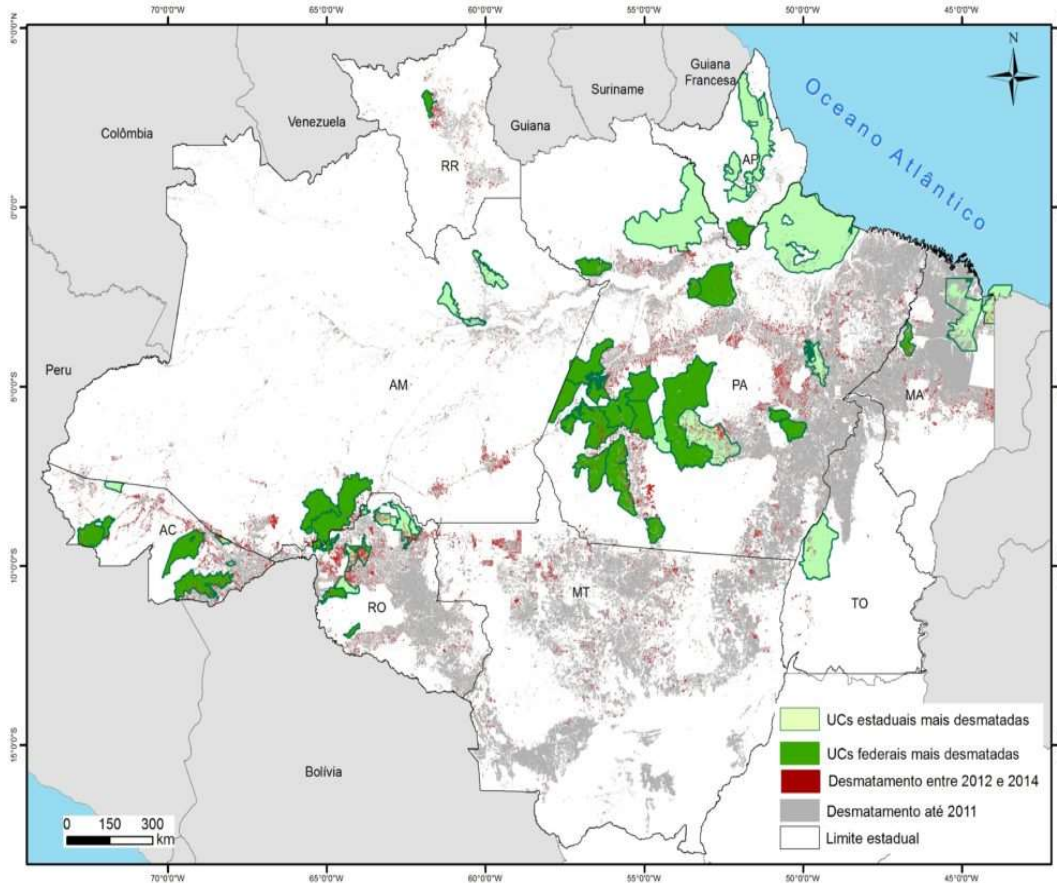 70°0'0"W 65°0'0"W 60°0'0"W 55°0'0"W 50°0'0"W 45°0'0"W
5°0'0"N
0°0'0"
5°0'0"S
10°0'0"S
15°0'0"S
N
Colômbia
Venezuela
Guiana
Suriname
Guiana
Francesa
Oceano Atlântico
RR
AP
Peru
AM
PA
MA
AC
RO
MT
TO
Bolívia
UCs estaduais mais desmatadas
UCs federais mais desmatadas
Desmatamento entre 2012 e 2014
Desmatamento até 2011
Limite estadual
0 150 300
km
70°0'0"W 65°0'0"W 60°0'0"W 55°0'0"W 50°0'0"W 45°0'0"W